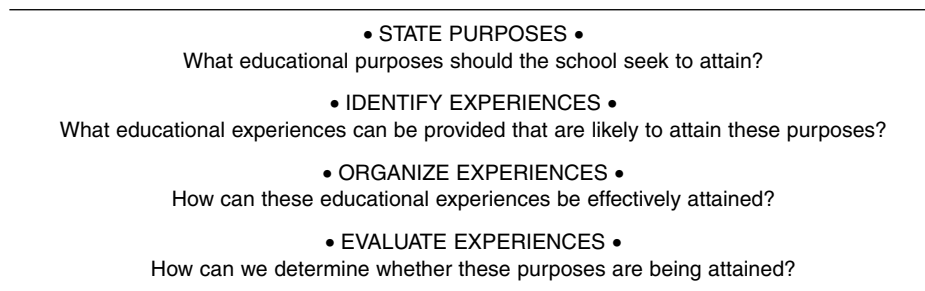 • STATE PURPOSES •
What educational purposes should the school seek to attain?
• IDENTIFY EXPERIENCES •
What educational experiences can be provided that are likely to attain these purposes?
• ORGANIZE EXPERIENCES •
How can these educational experiences be effectively attained?
• EVALUATE EXPERIENCES •
How can we determine whether these purposes are being attained?